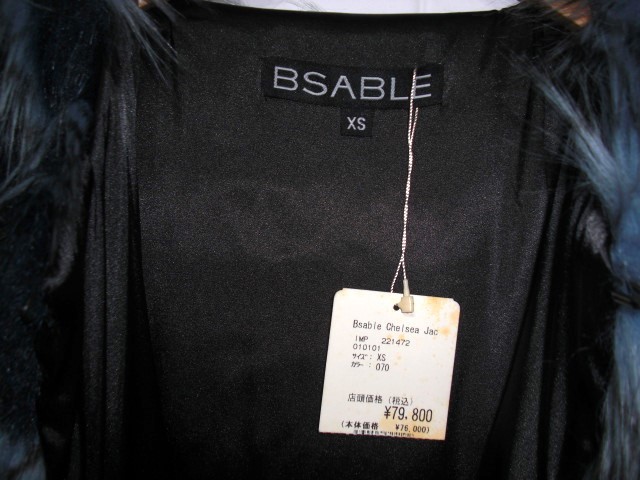 BSABLE
XS
Bsable Chelsea Jac
IMP 221472
010101
サイズ: XS
カラー: 070
店頭価格 (税込)
¥79,800
(本体価格 ¥76,000)